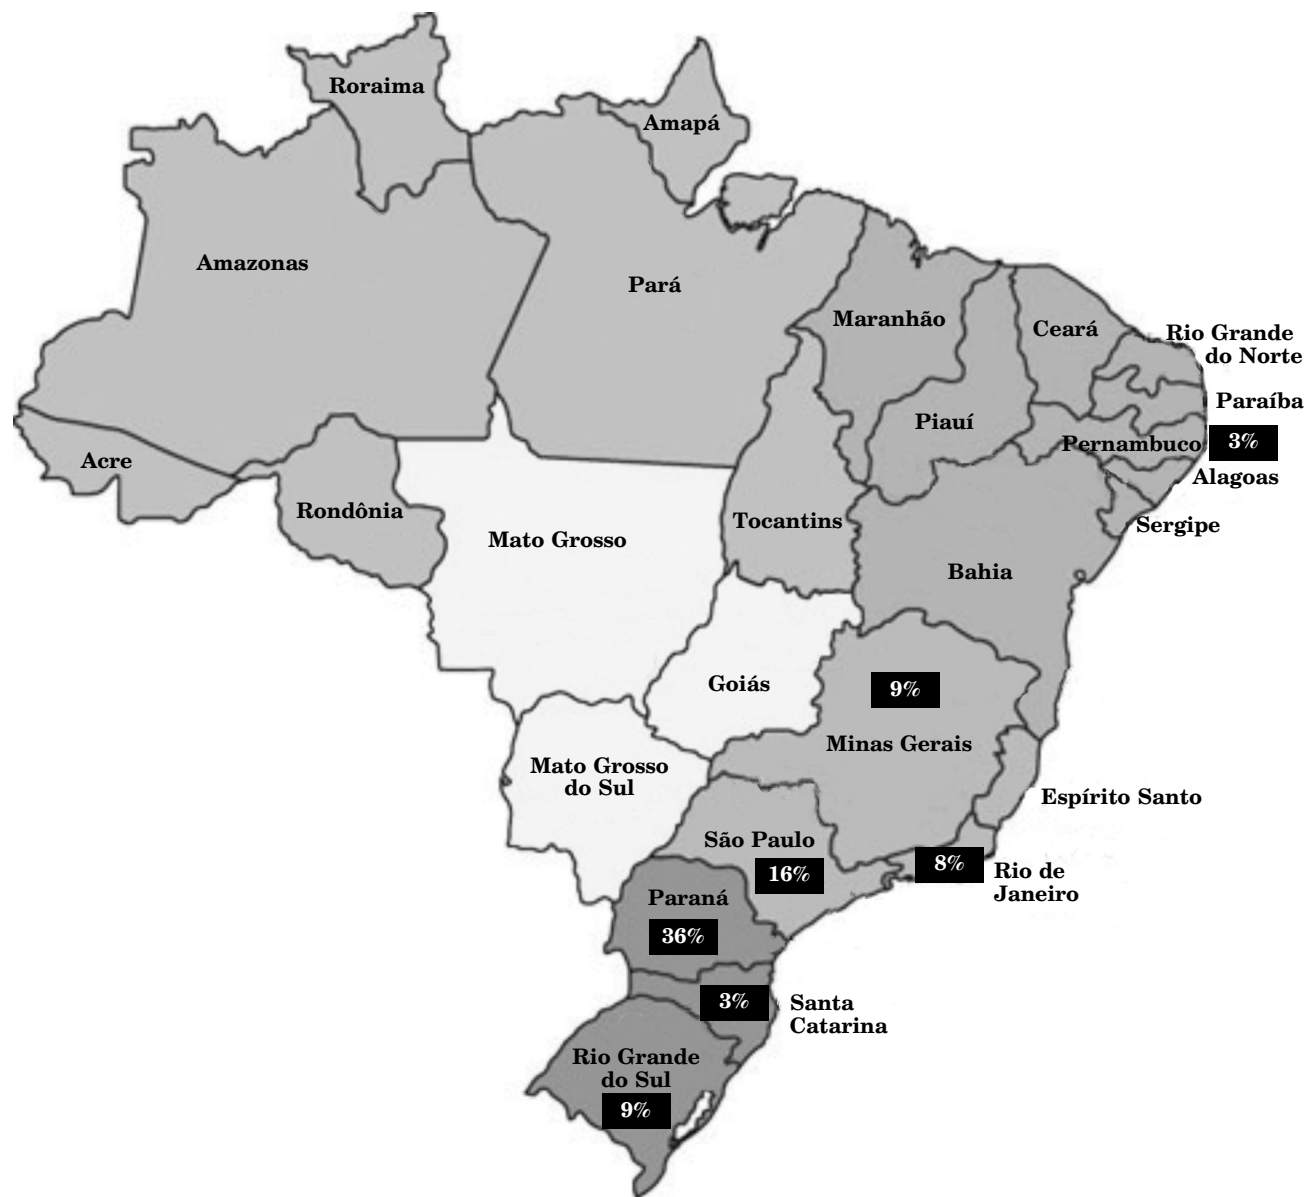 Roraima
Amapá
Amazonas
Pará
Maranhão
Ceará
Rio Grande
do Norte
Paraíba
Piauí
Pernambuco
3%
Acre
Alagoas
Rondônia
Tocantins
Sergipe
Mato Grosso
Bahia
Goiás
9%
Minas Gerais
Mato Grosso
do Sul
Espírito Santo
São Paulo
16%
8%
Rio de
Janeiro
Paraná
36%
3%
Santa
Catarina
Rio Grande
do Sul
9%